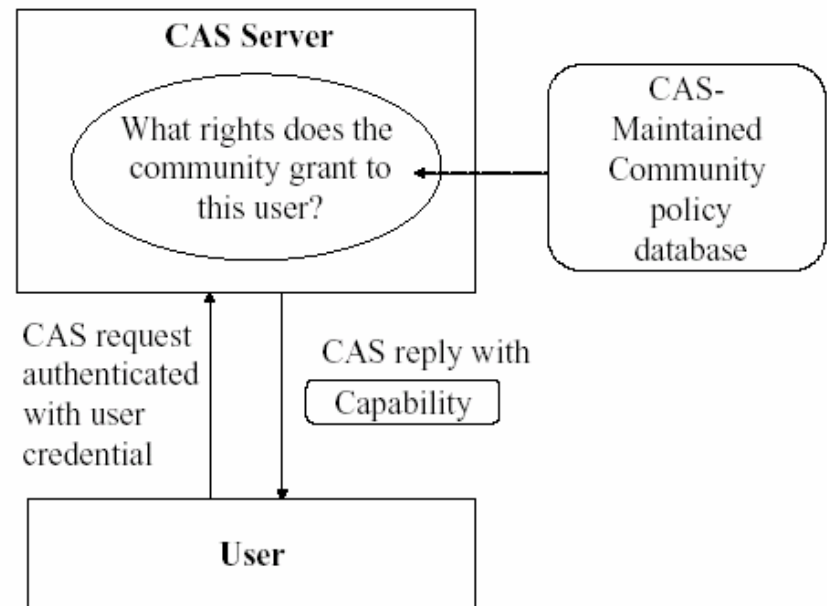 CAS Server
What rights does the
community grant to
this user?
CAS-
Maintained
Community
policy
database
CAS request
authenticated
with user
credential
CAS reply with
Capability
User